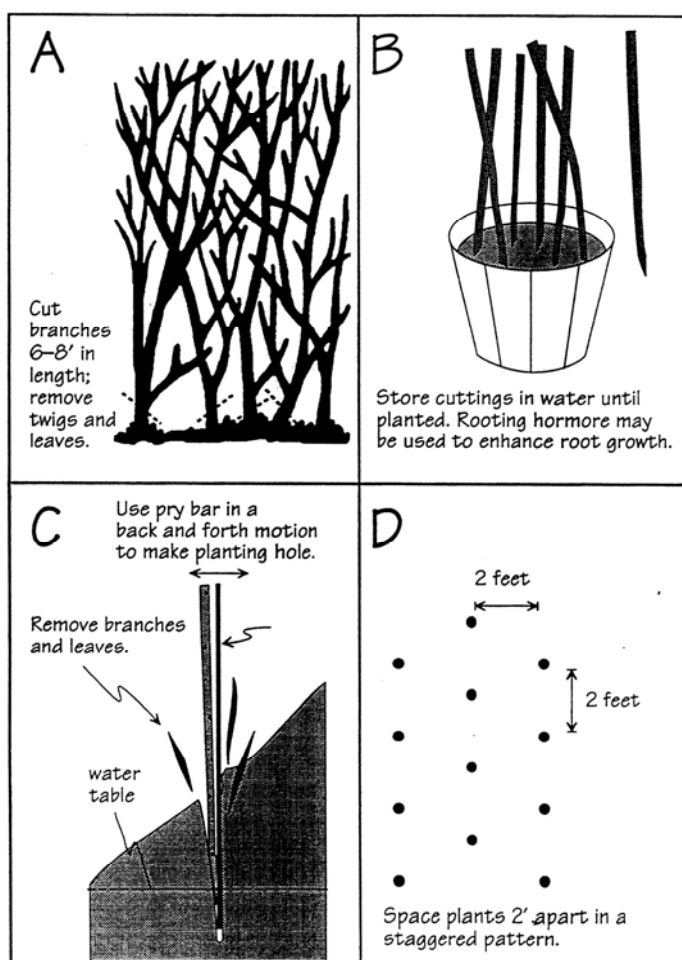 A
Cut
branches
6–8' in
length;
remove
twigs and
leaves.
B
Store cuttings in water until
planted. Rooting hormore may
be used to enhance root growth.
C
Use pry bar in a
back and forth motion
to make planting hole.
Remove branches
and leaves.
water
table
D
2 feet
2 feet
Space plants 2' apart in a
staggered pattern.